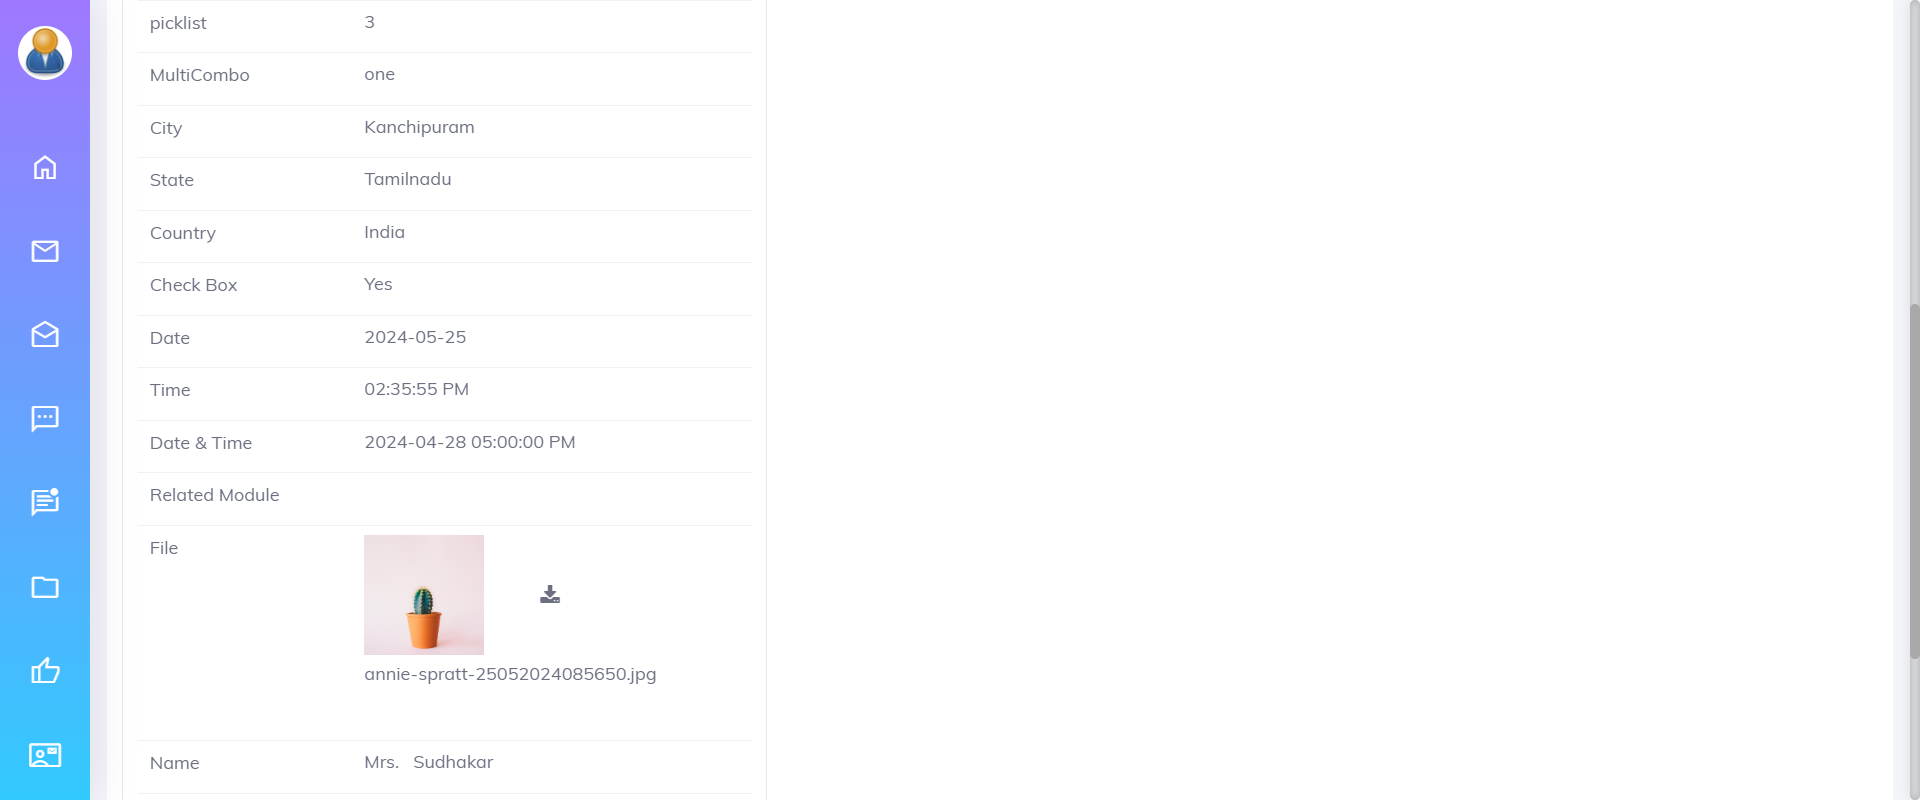 picklist 3
MultiCombo one
City Kanchipuram
State Tamilnadu
Country India
Check Box Yes
Date 2024-05-25
Time 02:35:55 PM
Date & Time 2024-04-28 05:00:00 PM
Related Module
File
annie-spratt-25052024085650.jpg
Name Mrs. Sudhakar